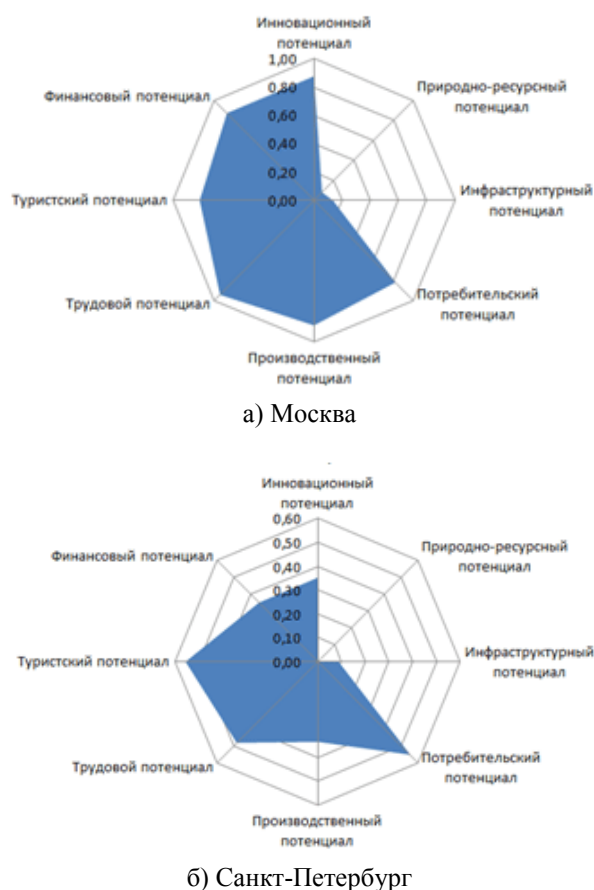 Инновационный
потенциал
1,00
Природно-ресурсный
потенциал
0,80
Финансовый потенциал
0,60
0,40
0,20
Туристский потенциал
0,00
Инфраструктурный
потенциал
Трудовой потенциал
Потребительский
потенциал
Производственный
потенциал
а) Москва
Инновационный
потенциал
0,60
Природно-ресурсный
потенциал
0,50
Финансовый потенциал
0,40
0,30
0,20
0,10
Туристский потенциал
0,00
Инфраструктурный
потенциал
Трудовой потенциал
Потребительский
потенциал
Производственный
потенциал
б) Санкт-Петербург